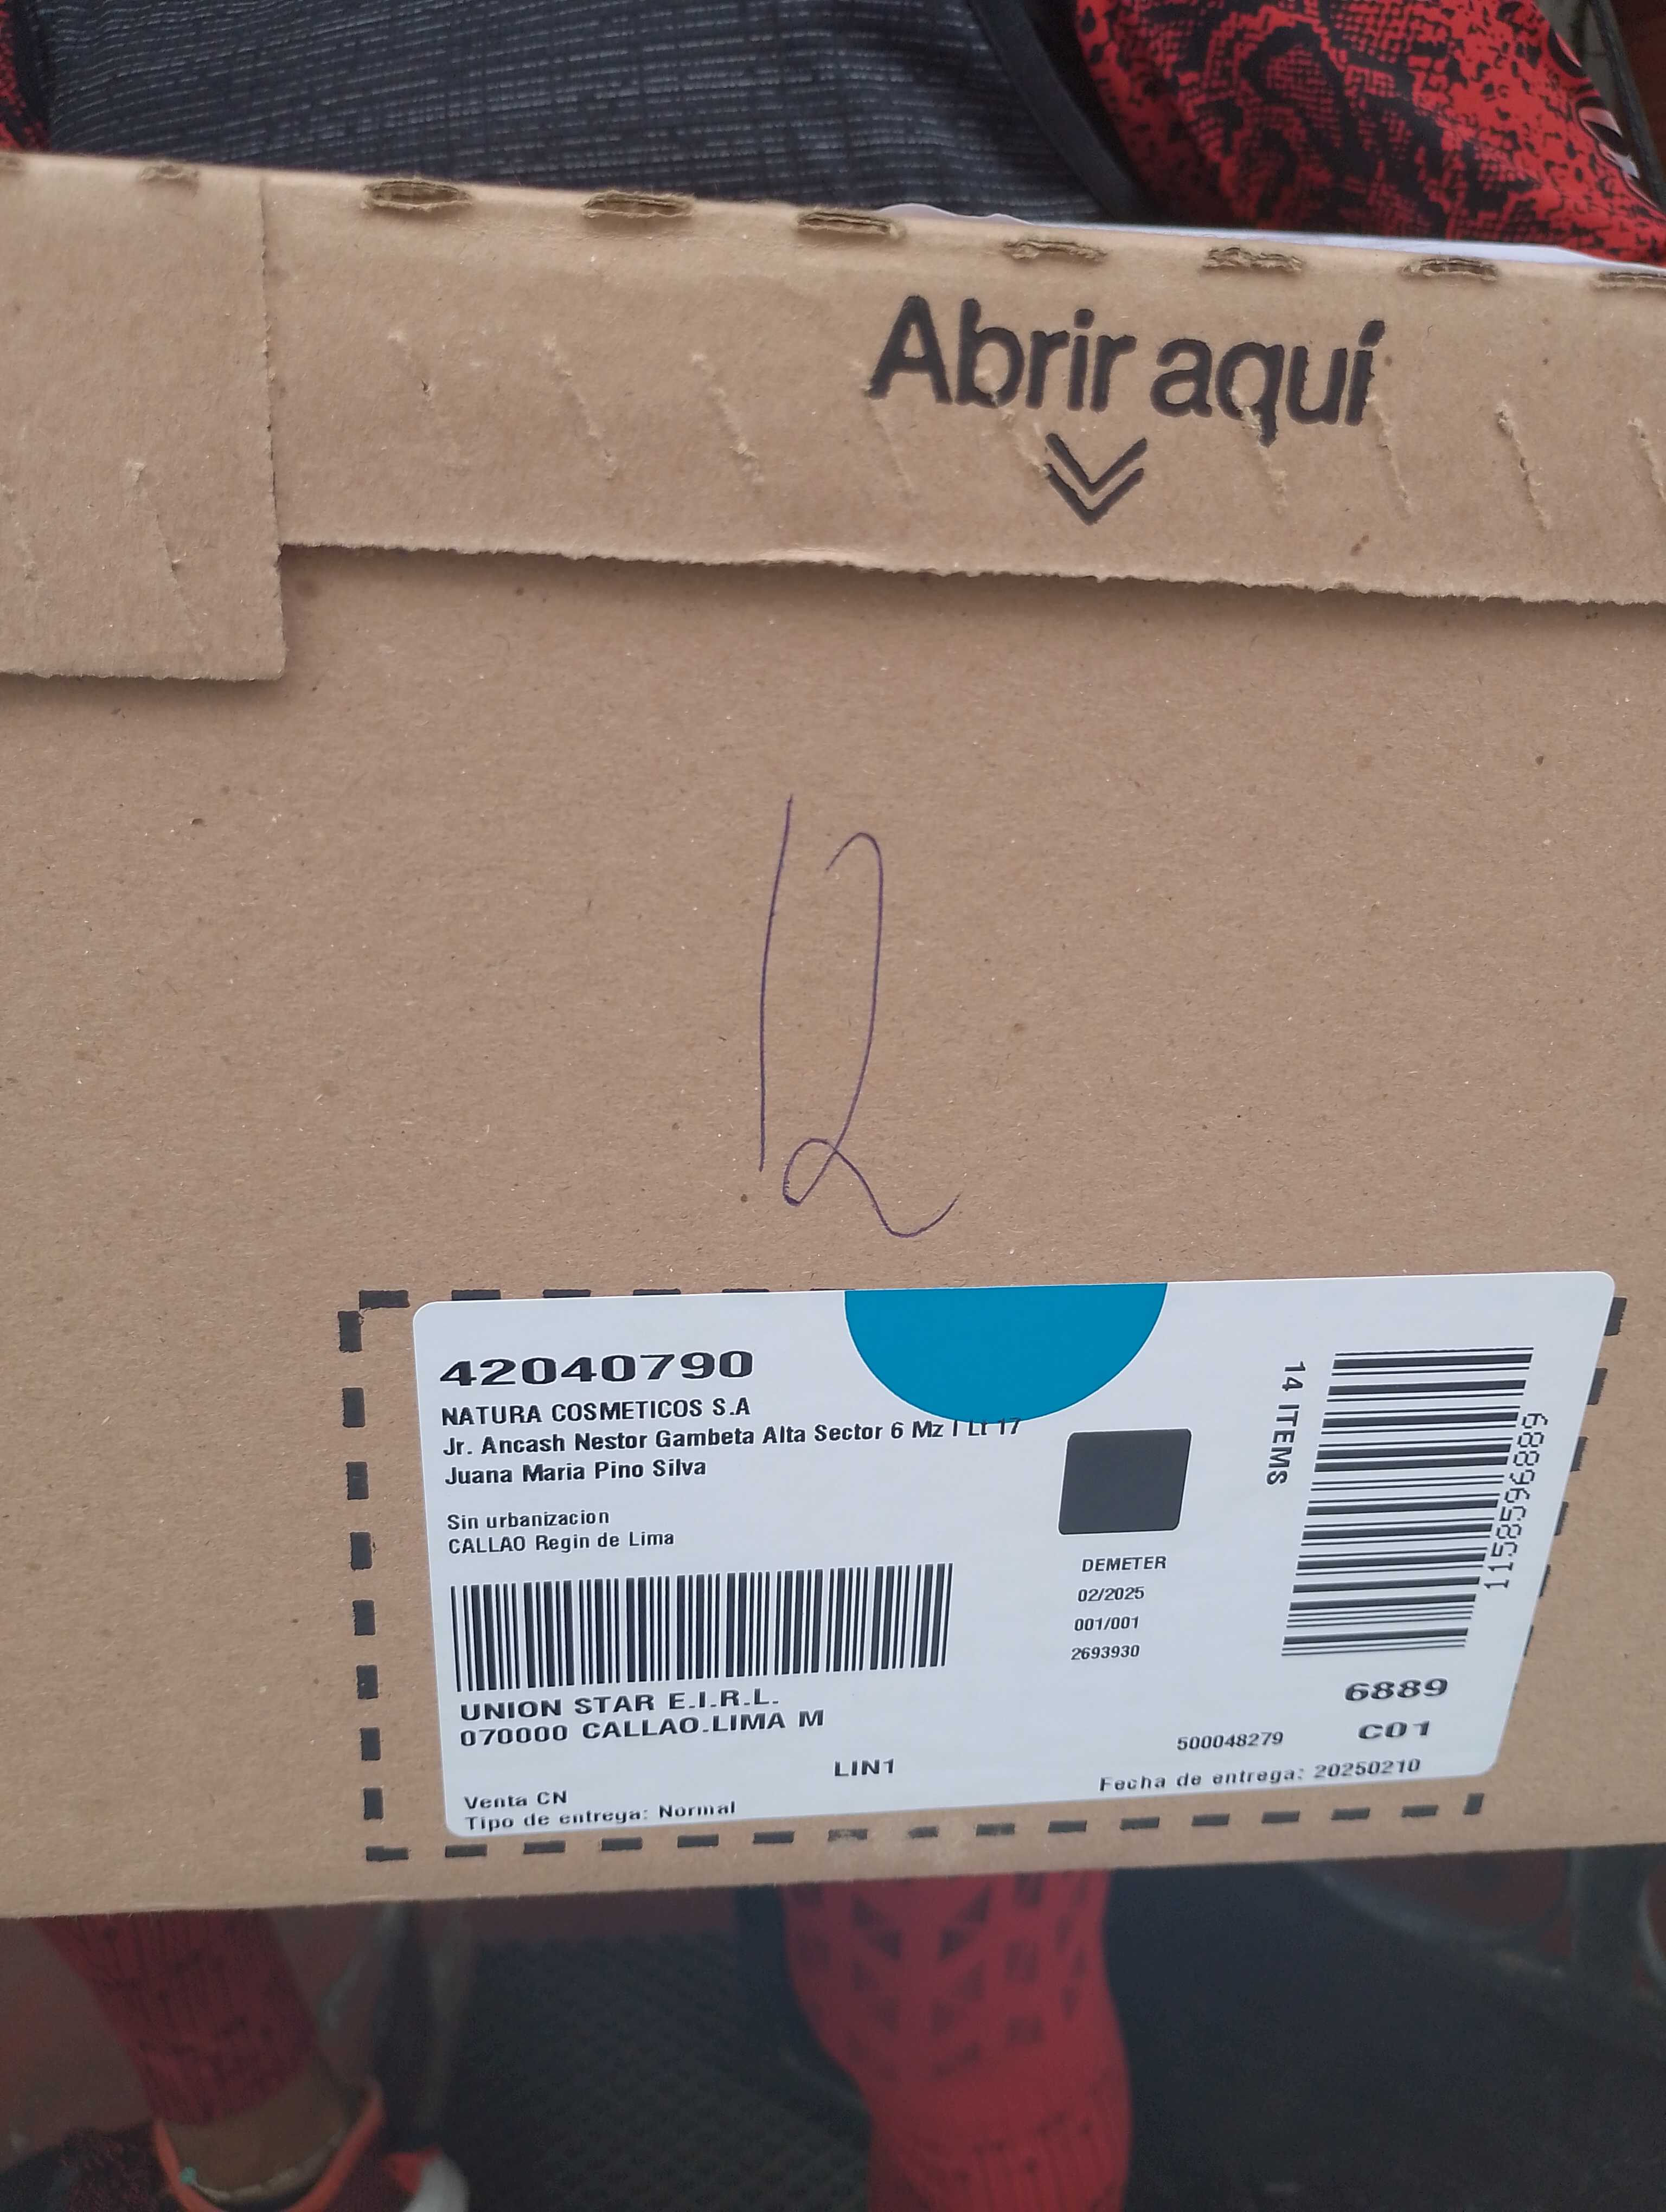 Abrir aquí
12
42040790
NATURA COSMETICOS S.A
Jr. Ancash Nestor Gambeta Alta Sector 6 Mz I Lt 17
Juana Maria Pino Silva
Sin urbanizacion
CALLAO Regin de Lima
UNION STAR E.I.R.L.
070000 CALLAO.LIMA M
LIN1
Venta CN
Tipo de entrega: Normal
DEMETER
02/2025
001/001
2693930
14 ITEMS
1158596889
6889
C01
500048279
Fecha de entrega: 20250210